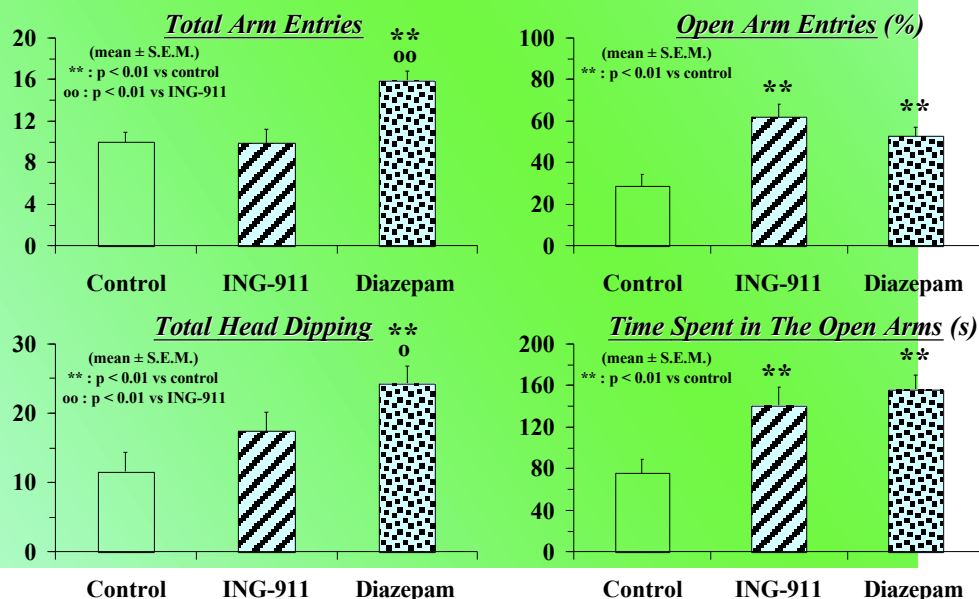 Total Arm Entries
20
16
12
8
4
0
(mean ± S.E.M.)
** : p < 0.01 vs control
oo : p < 0.01 vs ING-911
**
oo
Control ING-911 Diazepam
Open Arm Entries (%)
100
80
60
40
20
0
(mean ± S.E.M.)
** : p < 0.01 vs control
**
**
Control ING-911 Diazepam
Total Head Dipping
30
20
10
0
(mean ± S.E.M.)
** : p < 0.01 vs control
oo : p < 0.01 vs ING-911
**
o
Control ING-911 Diazepam
Time Spent in The Open Arms (s)
200
160
120
80
40
0
(mean ± S.E.M.)
** : p < 0.01 vs control
**
**
Control ING-911 Diazepam